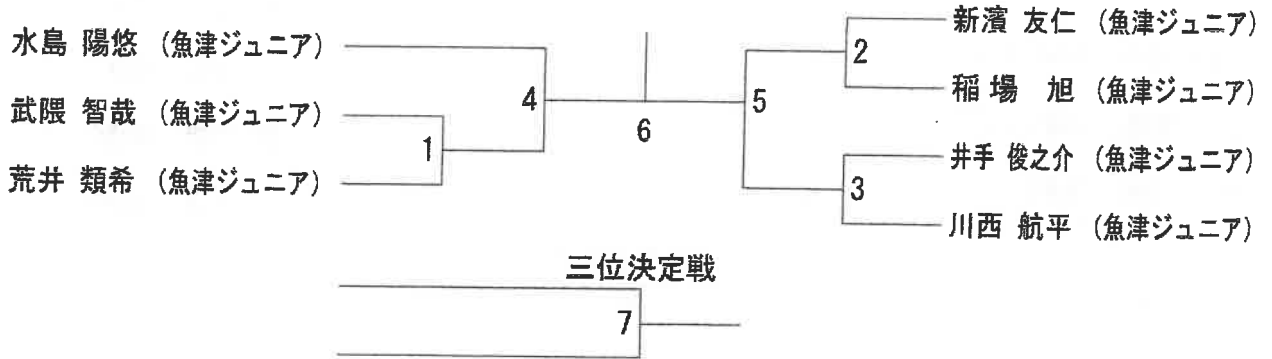 水島 陽悠 (魚津ジュニア)
武隈 智哉 (魚津ジュニア)
荒井 類希 (魚津ジュニア)
1
4
6
5
2
3
新濱 友仁 (魚津ジュニア)
稲場 旭 (魚津ジュニア)
井手 俊之介 (魚津ジュニア)
川西 航平 (魚津ジュニア)
三位決定戦
7